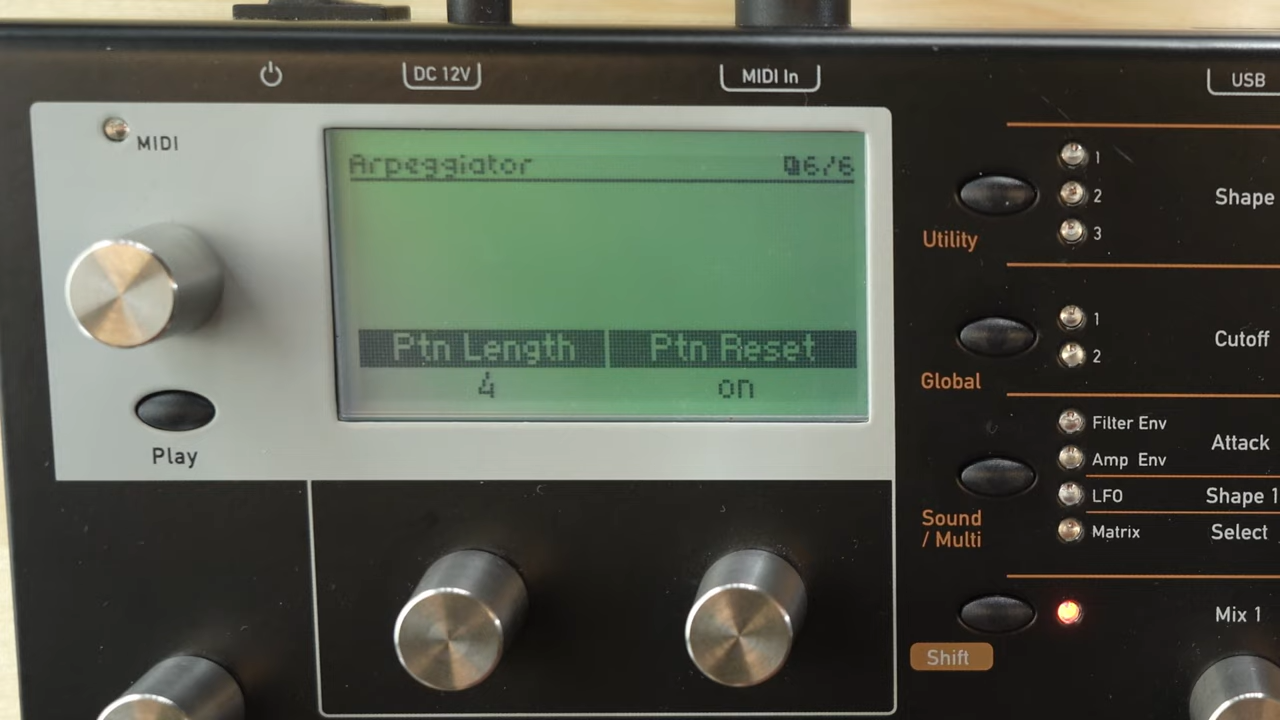 DC 12V
MIDI In
USB
MIDI
Arpeggiator 6/6
Ptn Length Ptn Reset
4 on
Play
1
2
3
Shape
Utility
1
2
Cutoff
Global
Filter Env
Amp Env
Attack
LFO
Shape 1
Matrix
Select
Sound
/ Multi
Mix 1
Shift